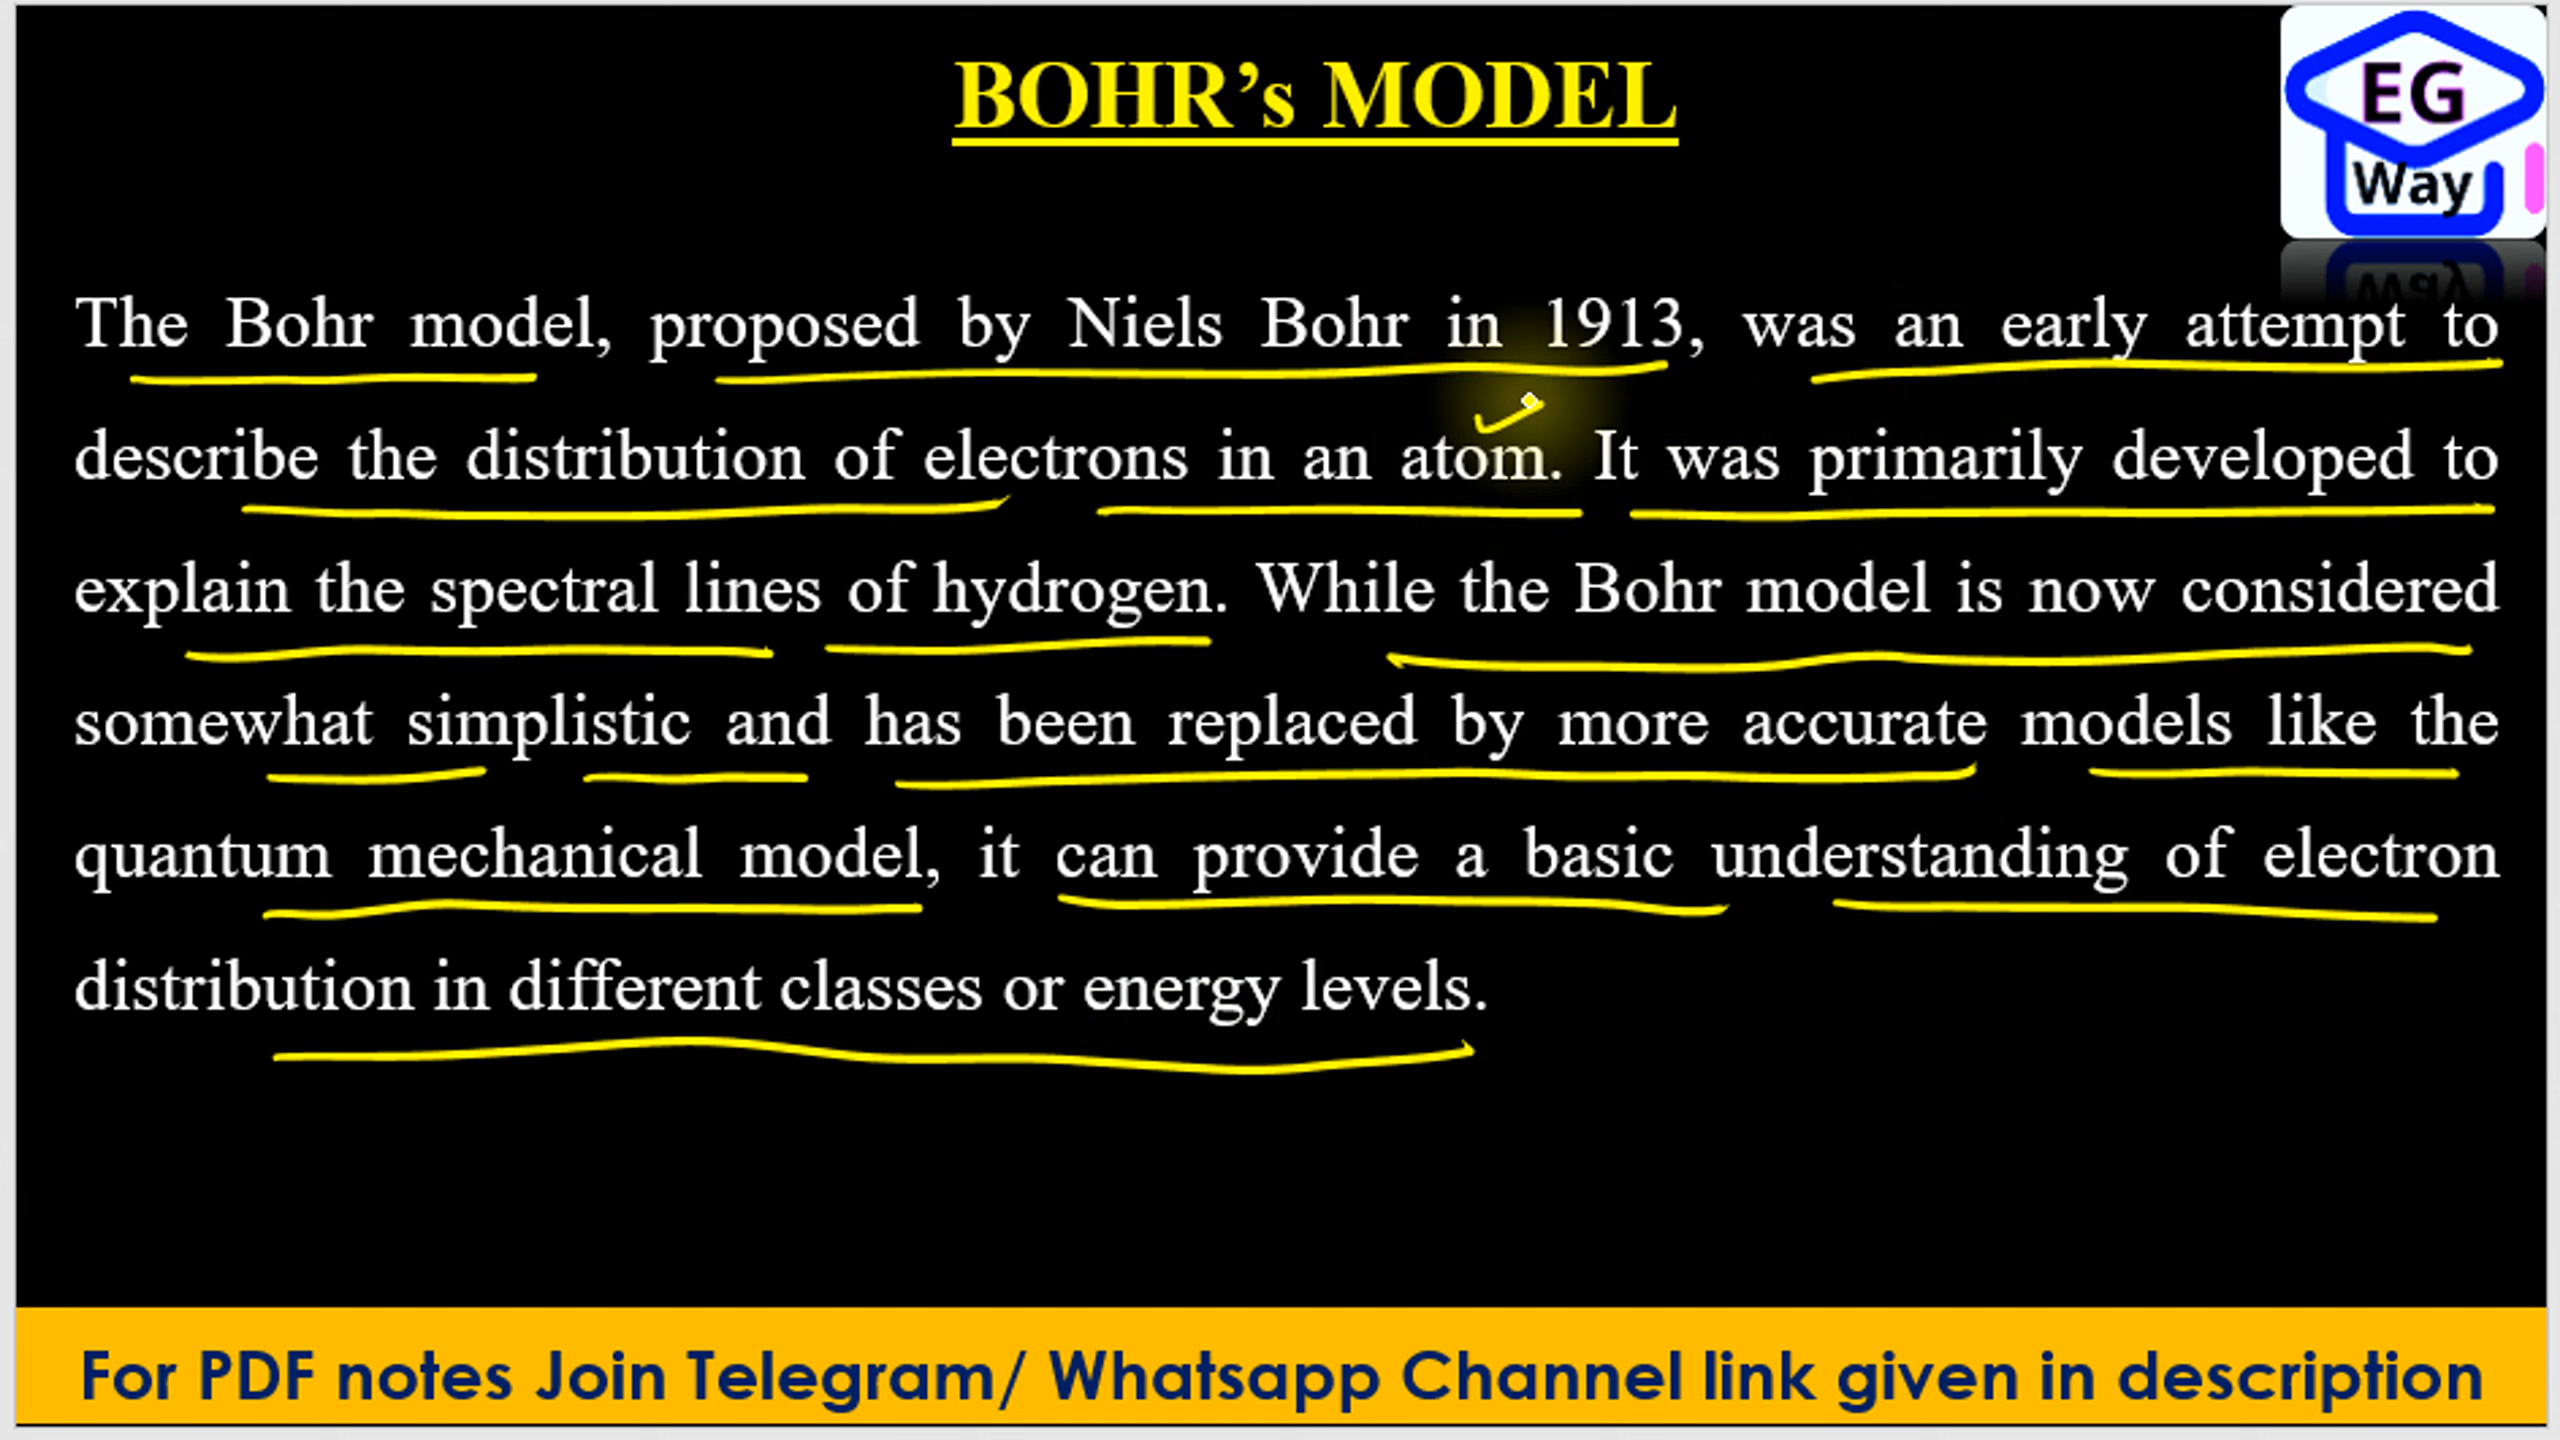 BOHR’s MODEL
EG
Way
The Bohr model, proposed by Niels Bohr in 1913, was an early attempt to
describe the distribution of electrons in an atom. It was primarily developed to
explain the spectral lines of hydrogen. While the Bohr model is now considered
somewhat simplistic and has been replaced by more accurate models like the
quantum mechanical model, it can provide a basic understanding of electron
distribution in different classes or energy levels.
For PDF notes Join Telegram/ Whatsapp Channel link given in description